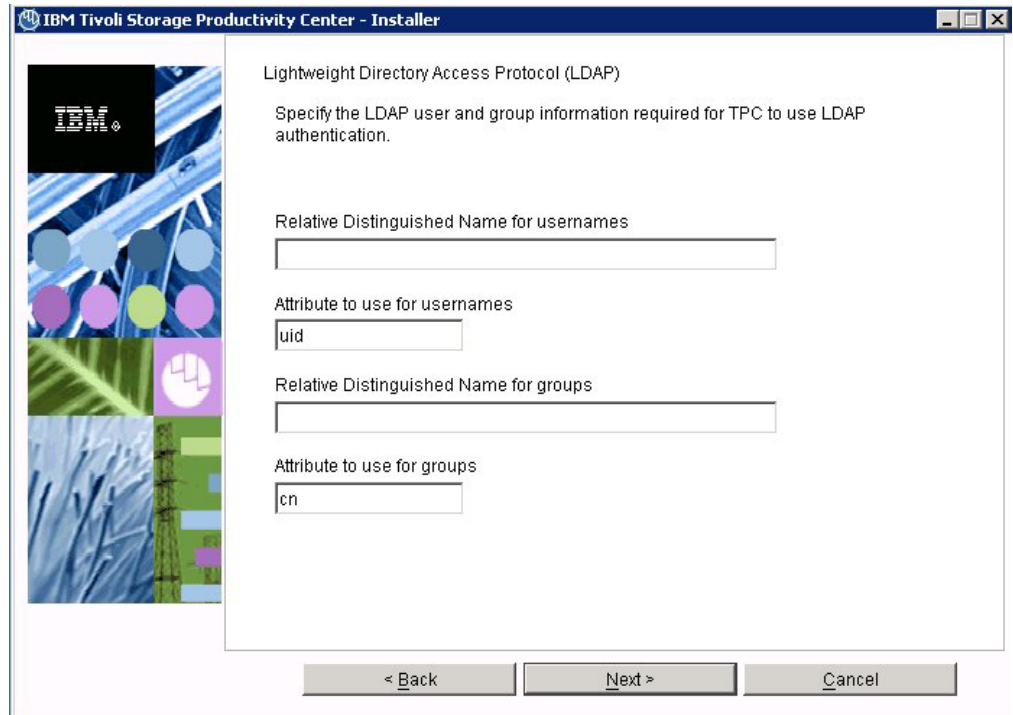 IBM Tivoli Storage Productivity Center - Installer
IBM®
Lightweight Directory Access Protocol (LDAP)
Specify the LDAP user and group information required for TPC to use LDAP
authentication.
Relative Distinguished Name for usernames
Attribute to use for usernames
uid
Relative Distinguished Name for groups
Attribute to use for groups
cn
< Back
Next >
Cancel